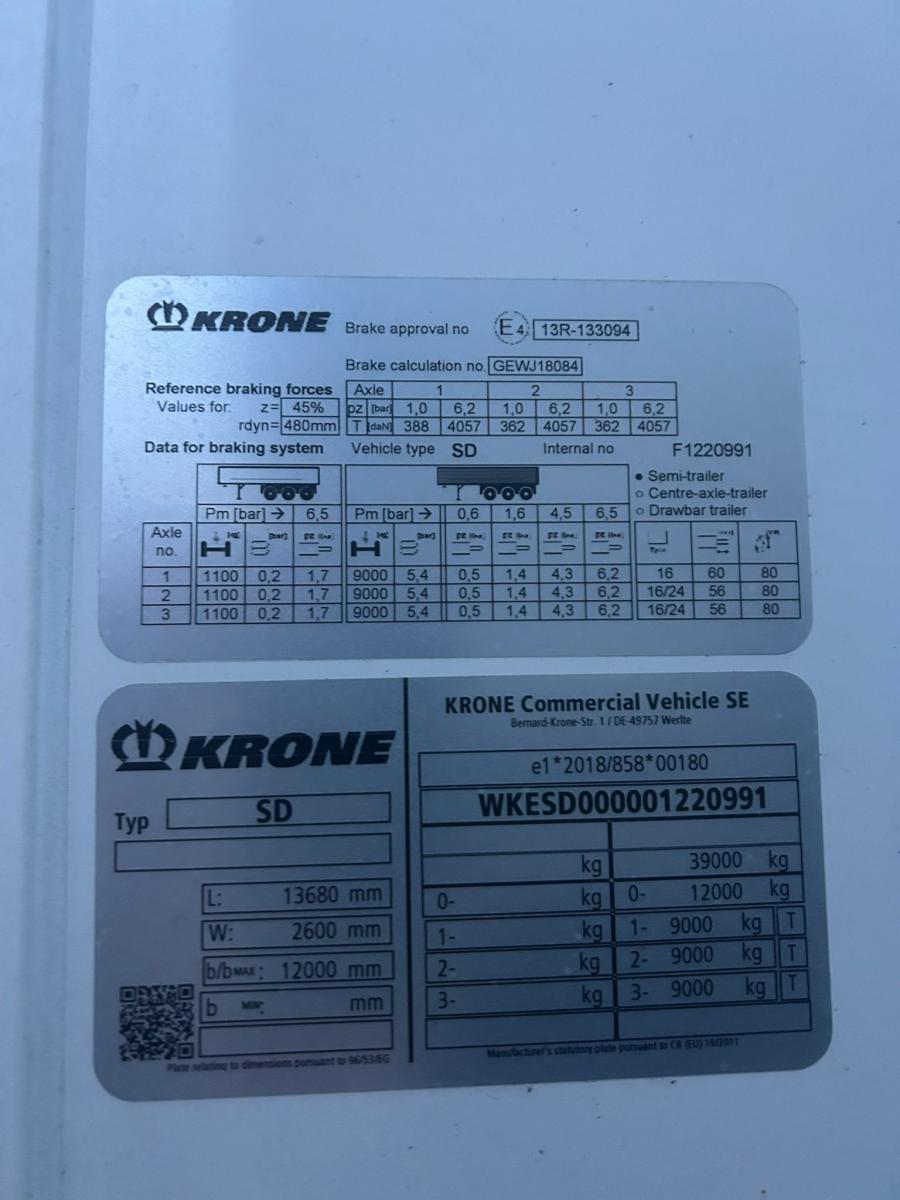 KRONE Brake approval no E4 13R-133094
Brake calculation no. GEWJ18084
Reference braking forces Axle 1 2 3
Values for: z= 45% pz [bar] 1,0 6,2 1,0 6,2 1,0 6,2
rdyn= 480mm T [daN] 388 4057 362 4057 362 4057
Data for braking system Vehicle type SD Internal no F1220991
● Semi-trailer
○ Centre-axle-trailer
○ Drawbar trailer
Pm [bar] → 6,5 Pm [bar] → 0,6 1,6 4,5 6,5
Axle no.
1 1100 0,2 1,7 9000 5,4 0,5 1,4 4,3 6,2 16 60 80
2 1100 0,2 1,7 9000 5,4 0,5 1,4 4,3 6,2 16/24 56 80
3 1100 0,2 1,7 9000 5,4 0,5 1,4 4,3 6,2 16/24 56 80
KRONE
Typ SD
L: 13680 mm
W: 2600 mm
b/b MAX: 12000 mm
b MIN: mm
Plate relating to dimensions pursuant to 96/53/EG
KRONE Commercial Vehicle SE
Bernard-Krone-Str. 1 / DE-49757 Werlte
e1*2018/858*00180
WKESD000001220991
kg 39000 kg
0- kg 0- 12000 kg
1- kg 1- 9000 kg T
2- kg 2- 9000 kg T
3- kg 3- 9000 kg T
Manufacturer's statutory plate pursuant to CR (EU) 19/2011